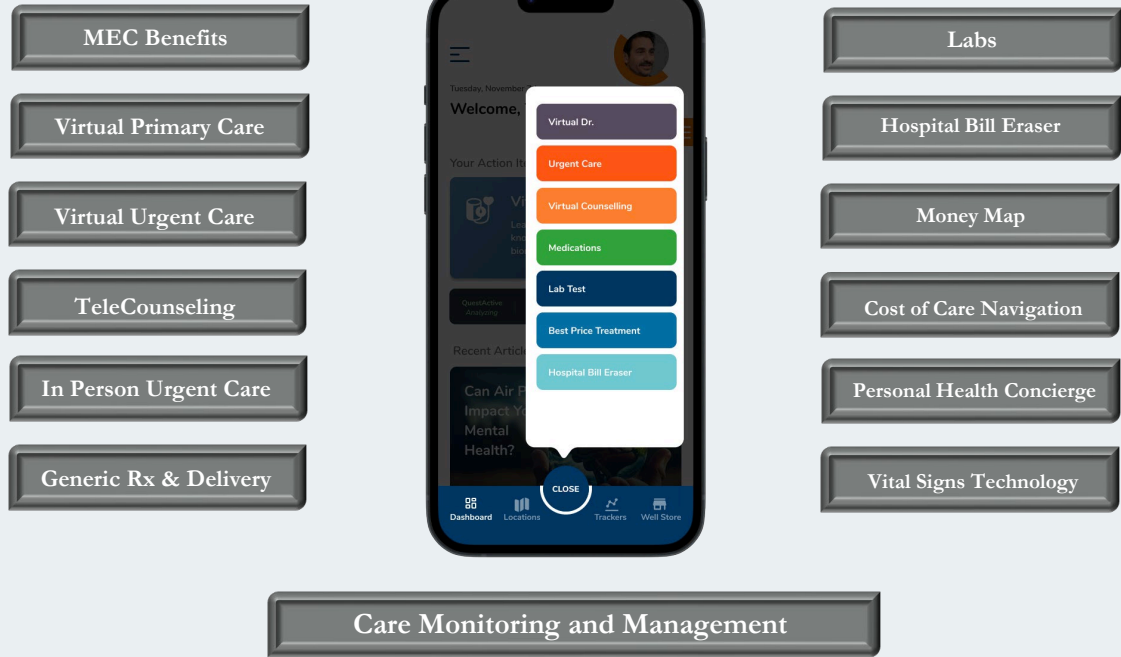 MEC Benefits
Virtual Primary Care
Virtual Urgent Care
TeleCounseling
In Person Urgent Care
Generic Rx & Delivery
Tuesday, November
Welcome,
Your Action
Virtual Dr.
Urgent Care
Virtual Counselling
Medications
Lab Test
Best Price Treatment
Hospital Bill Eraser
QuestActive
Analyzing
Recent
Can Air
Impact
Mental
Health?
CLOSE
Dashboard
Locations
Trackers
Well Store
Labs
Hospital Bill Eraser
Money Map
Cost of Care Navigation
Personal Health Concierge
Vital Signs Technology
Care Monitoring and Management